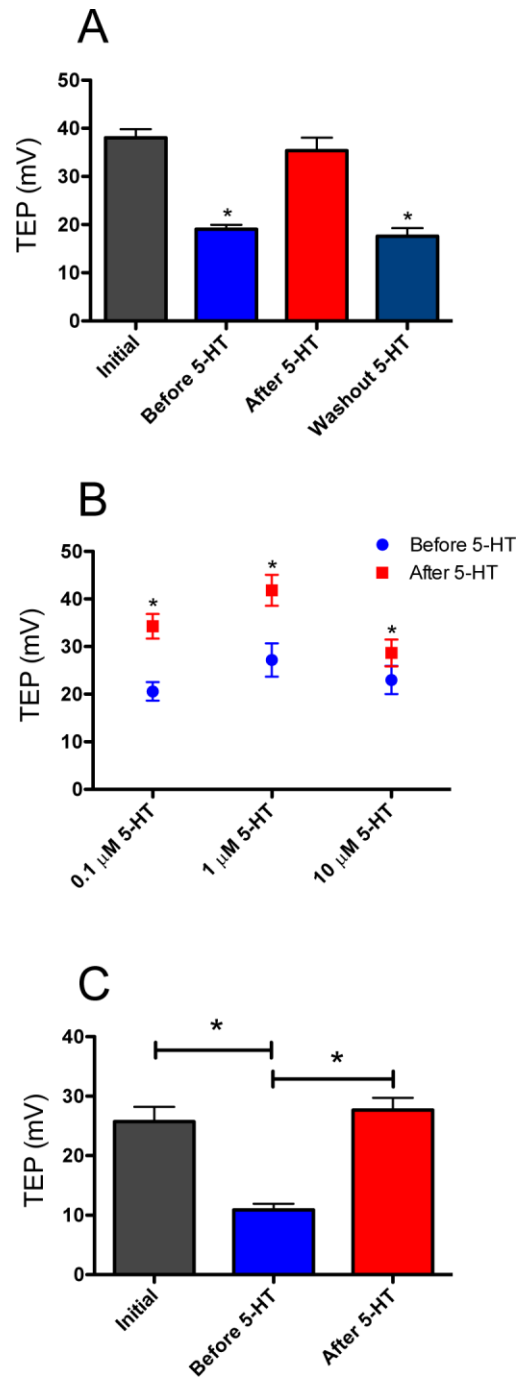 A
TEP (mV)
50
40
30
20
10
0
*
*
Initial
Before 5-HT
After 5-HT
Washout 5-HT
B
Before 5-HT
After 5-HT
TEP (mV)
50
40
30
20
10
0
*
*
*
0.1 μM 5-HT
1 μM 5-HT
10 μM 5-HT
C
TEP (mV)
40
30
20
10
0
*
*
Initial
Before 5-HT
After 5-HT